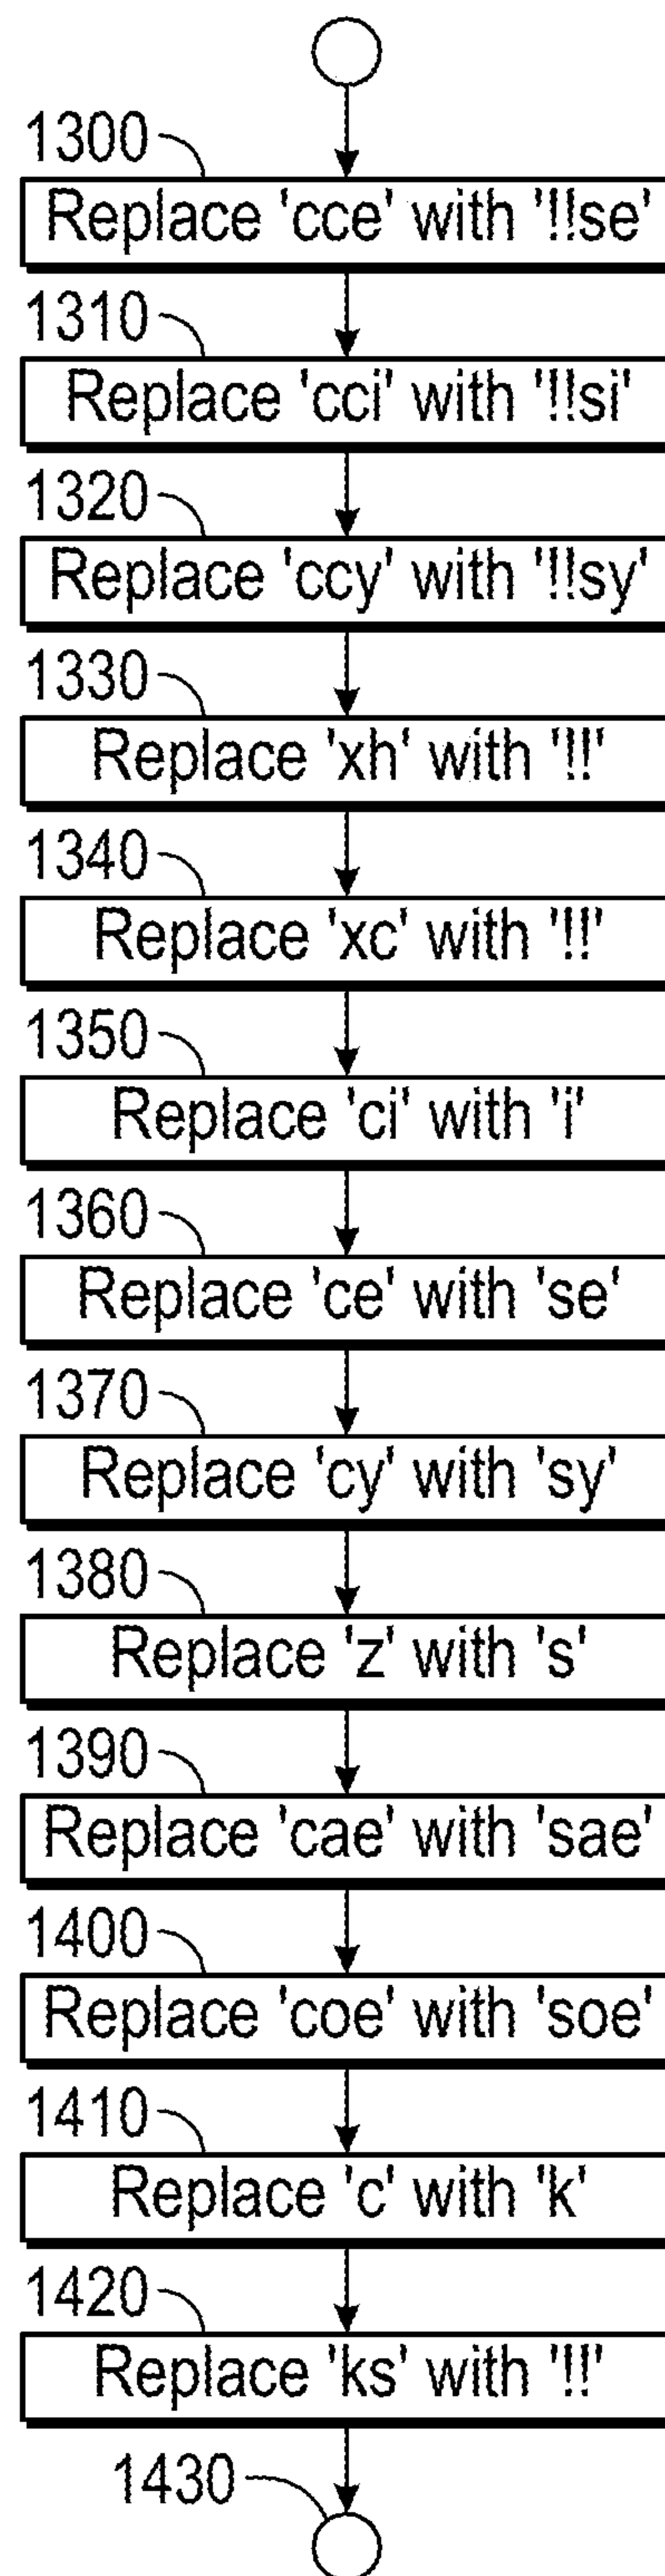 1300
Replace 'cce' with '!!se'
1310
Replace 'cci' with '!!si'
1320
Replace 'ccy' with '!!sy'
1330
Replace 'xh' with '!!'
1340
Replace 'xc' with '!!'
1350
Replace 'ci' with 'i'
1360
Replace 'ce' with 'se'
1370
Replace 'cy' with 'sy'
1380
Replace 'z' with 's'
1390
Replace 'cae' with 'sae'
1400
Replace 'coe' with 'soe'
1410
Replace 'c' with 'k'
1420
Replace 'ks' with '!!'
1430